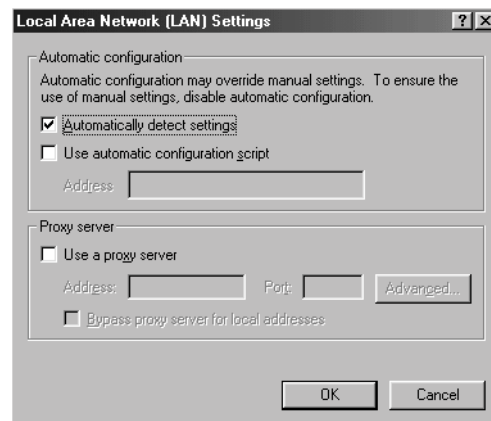 Local Area Network (LAN) Settings
Automatic configuration
Automatic configuration may override manual settings. To ensure the
use of manual settings, disable automatic configuration.
Automatically detect settings
Use automatic configuration script
Address
Proxy server
Use a proxy server
Address: Port: Advanced...
Bypass proxy server for local addresses
OK Cancel